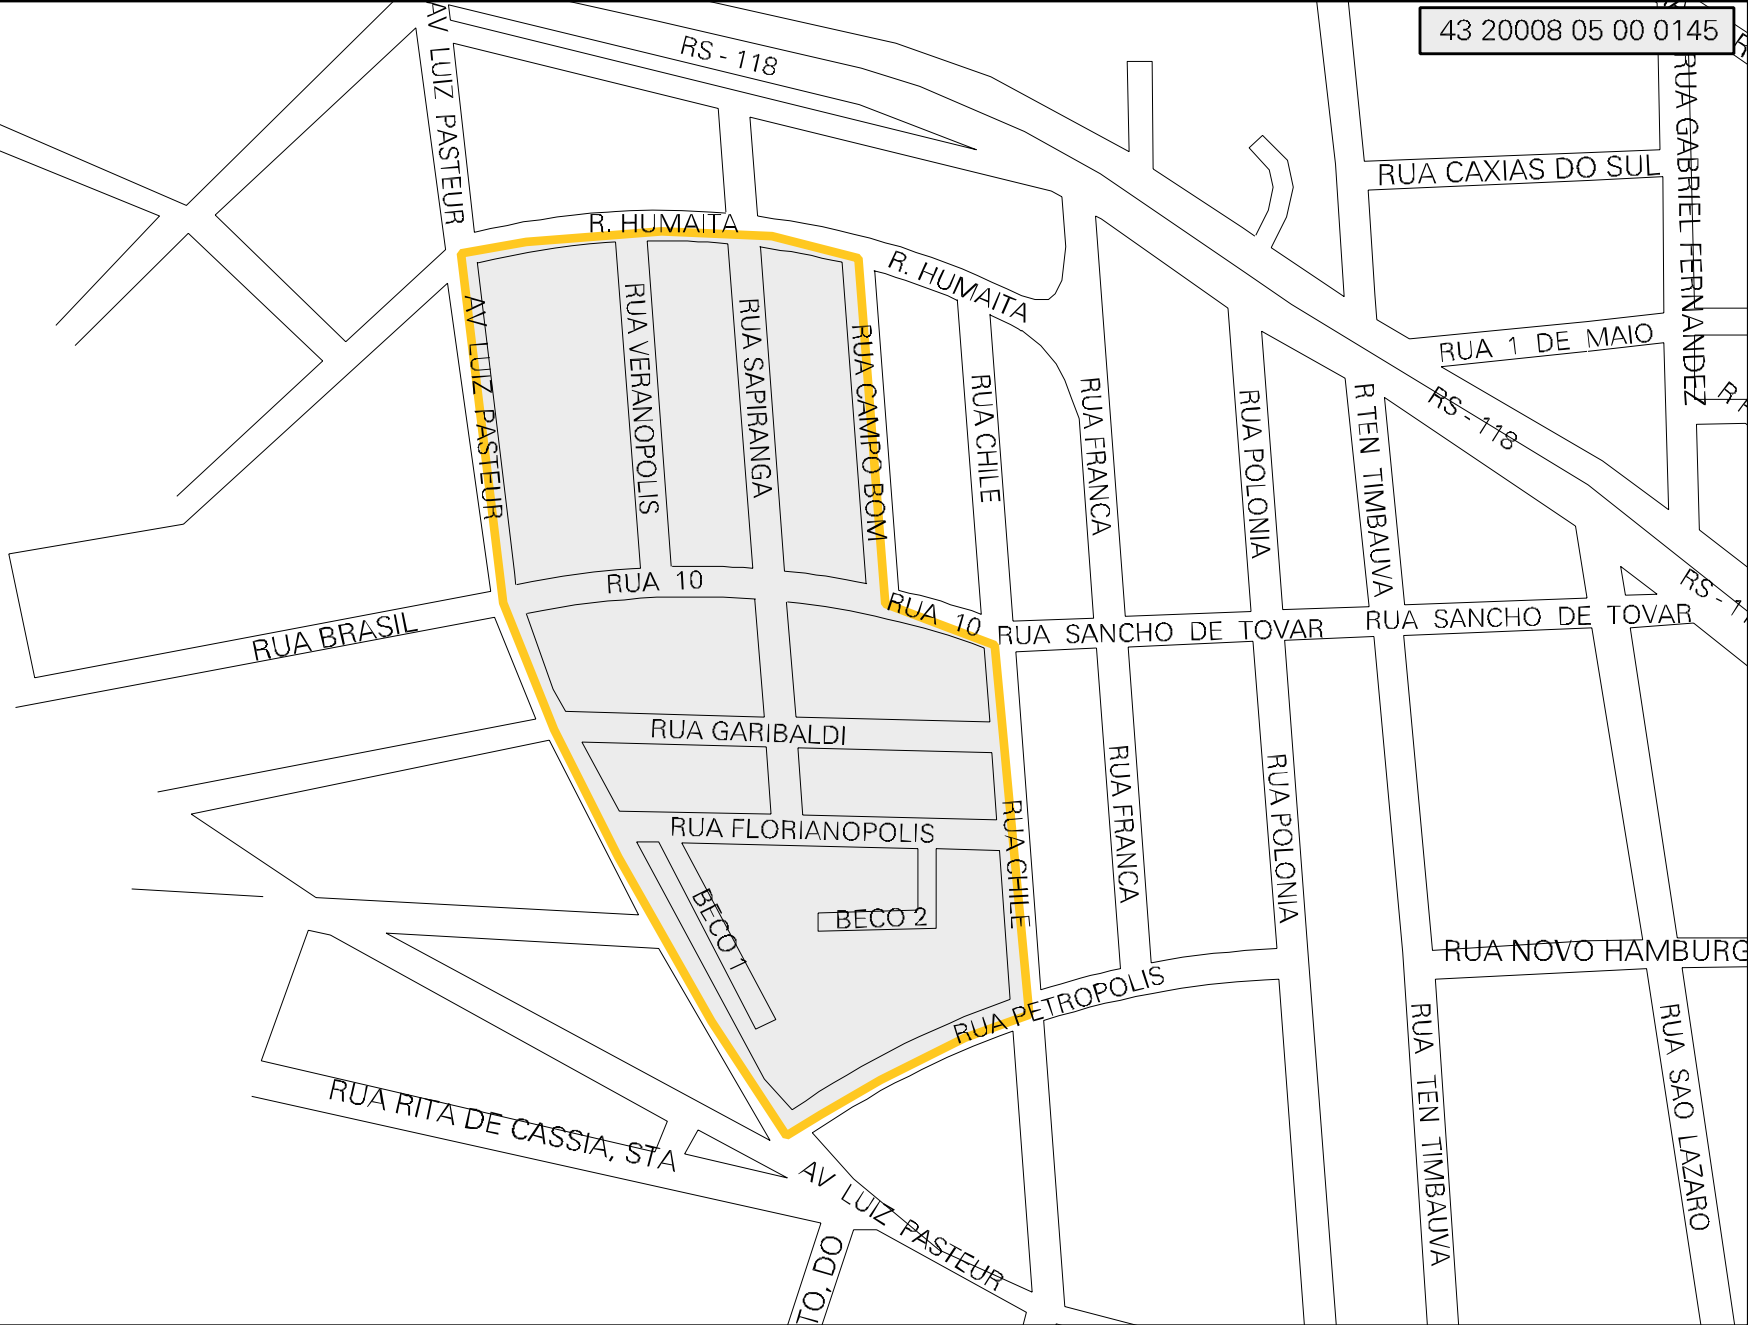 43 20008 05 00 0145
AV LUIZ PASTEUR
RS - 118
RUA CAXIAS DO SUL
RUA GABRIEL FERNANDEZ
R. HUMAITA
R. HUMAITA
AV LUIZ PASTEUR
RUA VERANOPOLIS
RUA SAPIRANGA
RUA CAMPO BOM
RUA CHILE
RUA FRANCA
RUA POLONIA
R TEN TIMBAUVA
RUA 1 DE MAIO
RS - 118
RS - 1
RUA 10
RUA 10
RUA SANCHO DE TOVAR
RUA SANCHO DE TOVAR
RUA BRASIL
RUA GARIBALDI
RUA FLORIANOPOLIS
RUA CHILE
RUA FRANCA
RUA POLONIA
BECO 1
BECO 2
RUA NOVO HAMBURG
RUA PETROPOLIS
RUA TEN TIMBAUVA
RUA SAO LAZARO
RUA RITA DE CASSIA, STA
AV LUIZ PASTEUR
TO, DO